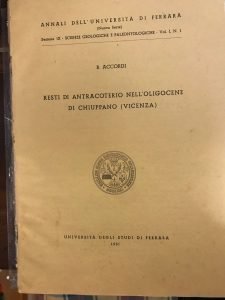 ANNALI DELL'UNIVERSITÀ DI FERRARA
(Nuova Serie)
Sezione IX - SCIENZE GEOLOGICHE E PALEONTOLOGICHE - Vol. I, N. 1
B. ACCORDI
RESTI DI ANTRACOTERIO NELL'OLIGOCENE
DI CHIUPPANO (VICENZA)
UNIVERSITÀ DEGLI STUDI DI FERRARA
1951